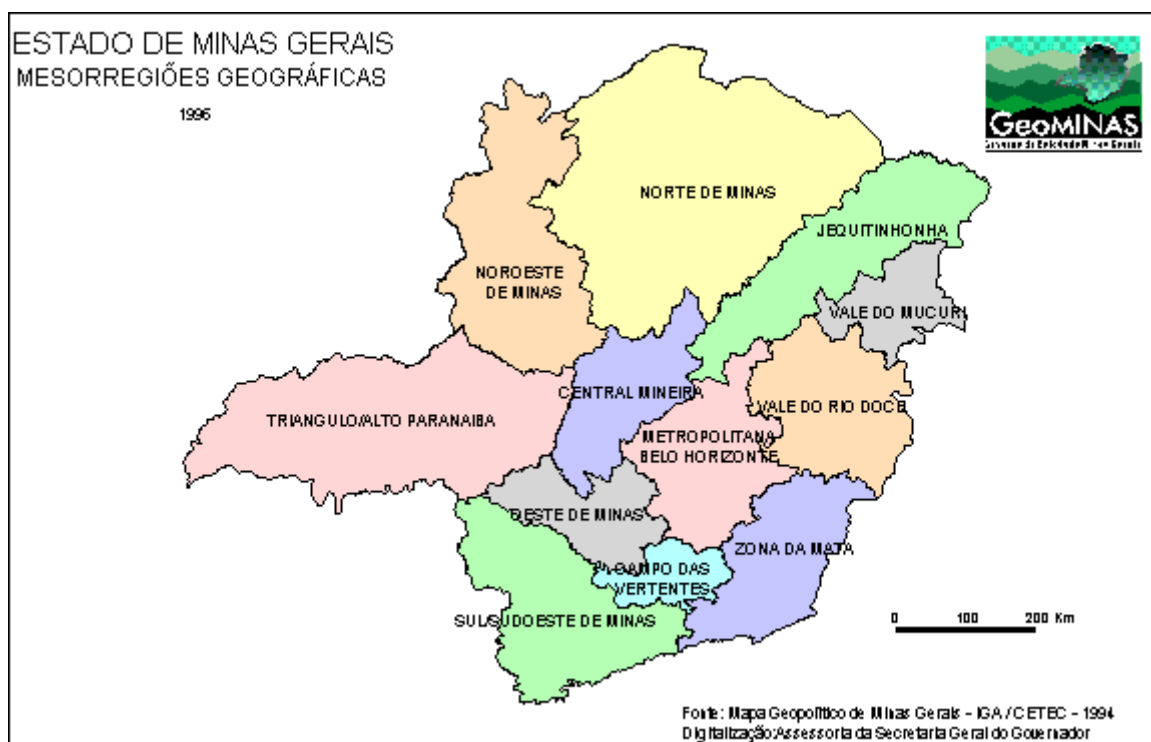 ESTADO DE MINAS GERAIS
MESORREGIÕES GEOGRÁFICAS
1996
GeoMINAS
NORTE DE MINAS
JEQUITINHONHA
NOROESTE
DE MINAS
VALE DO MUCURI
CENTRAL MINEIRA
VALE DO RIO DOCE
TRIANGULO/ALTO PARANAIBA
METROPOLITANA
BELO HORIZONTE
OESTE DE MINAS
ZONA DA MATA
CAMPO DAS
VERTENTES
SUL/SUDOESTE DE MINAS
0 100 200 Km
Fonte: Mapa Geopolítico de Minas Gerais - IGA / CETEC - 1994
Digitalização:Assessoria da Secretaria Geral do Governador